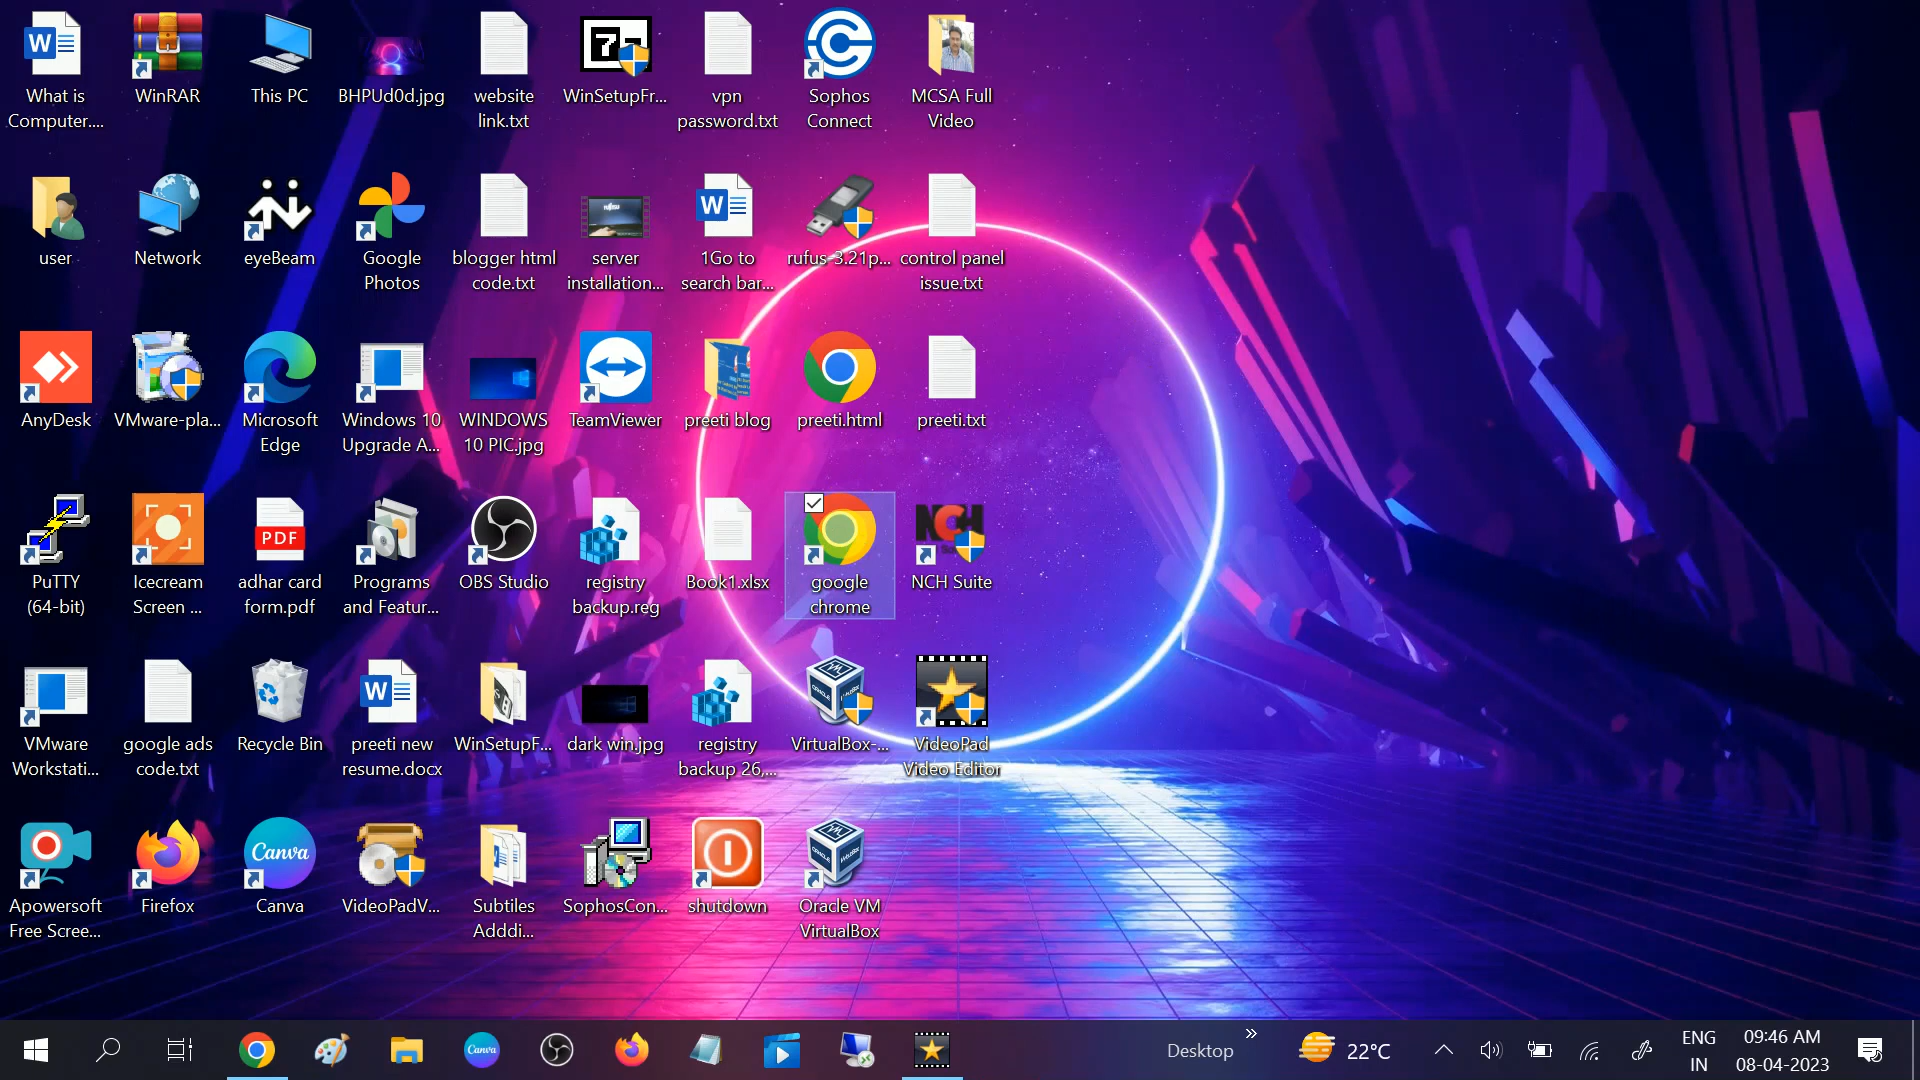 What is
Computer....
WinRAR
This PC
BHPUd0d.jpg
website
link.txt
WinSetupFr...
vpn
password.txt
Sophos
Connect
MCSA Full
Video
user
Network
eyeBeam
Google
Photos
blogger html
code.txt
server
installation...
1Go to
search bar...
rufus-3.21p...
control panel
issue.txt
AnyDesk
VMware-pla...
Microsoft
Edge
Windows 10
Upgrade A...
WINDOWS
10 PIC.jpg
TeamViewer
preeti blog
preeti.html
preeti.txt
PuTTY
(64-bit)
Icecream
Screen ...
PDF
adhar card
form.pdf
Programs
and Featur...
OBS Studio
registry
backup.reg
Book1.xlsx
google
chrome
NCH
NCH Suite
VMware
Workstati...
google ads
code.txt
Recycle Bin
preeti new
resume.docx
WinSetupF...
dark win.jpg
registry
backup 26,...
VirtualBox-...
VideoPad
Video Editor
Apowersoft
Free Scree...
Firefox
Canva
Canva
VideoPadV...
Subtiles
Adddi...
SophosCon...
shutdown
Oracle VM
VirtualBox
Canva
Desktop
22°C
ENG
IN
09:46 AM
08-04-2023